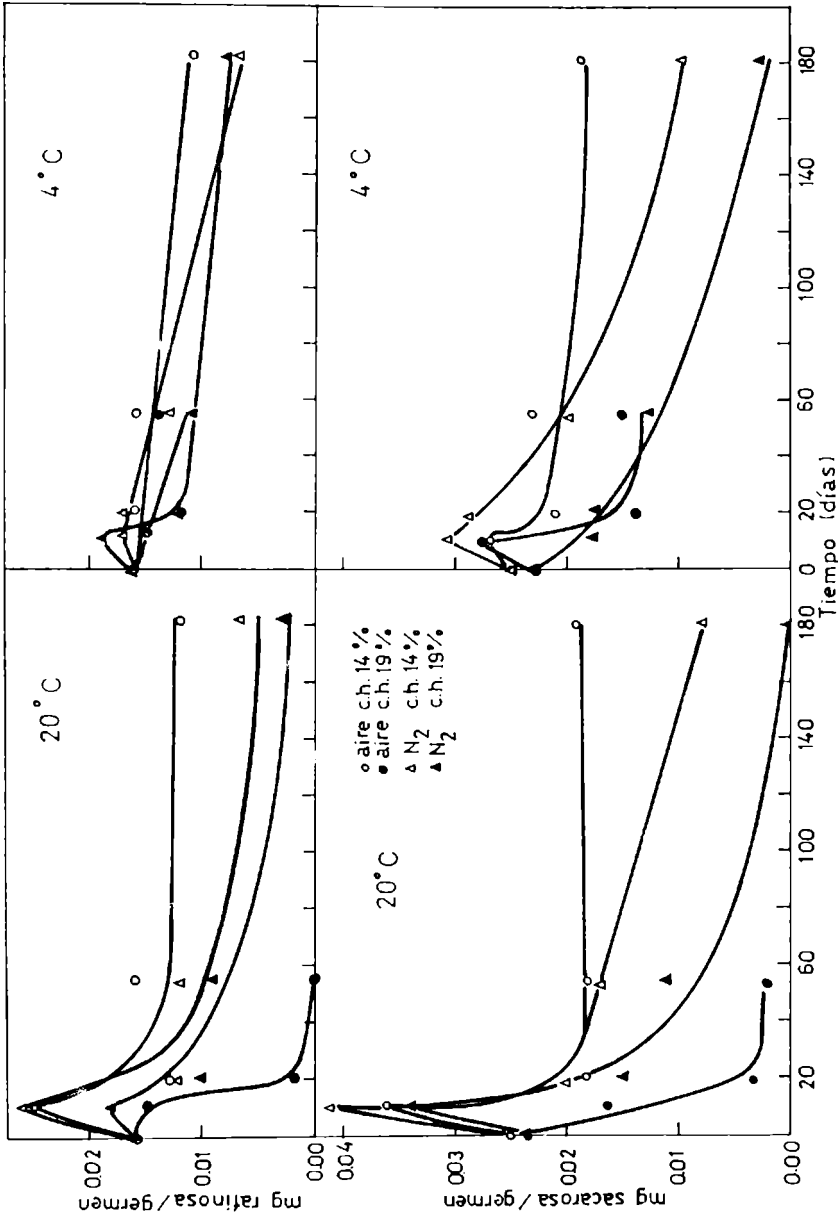 20°C
4°C
mg rafinosa/germen
0.02
0.01
0.00
20°C
4°C
aire c.h. 14 %
aire c.h. 19 %
N2 c.h. 14 %
N2 c.h. 19%
mg sacarosa/germen
0.04
0.03
0.02
0.01
0.0
20
60
100
140
180
0
20
60
100
140
180
Tiempo (días)